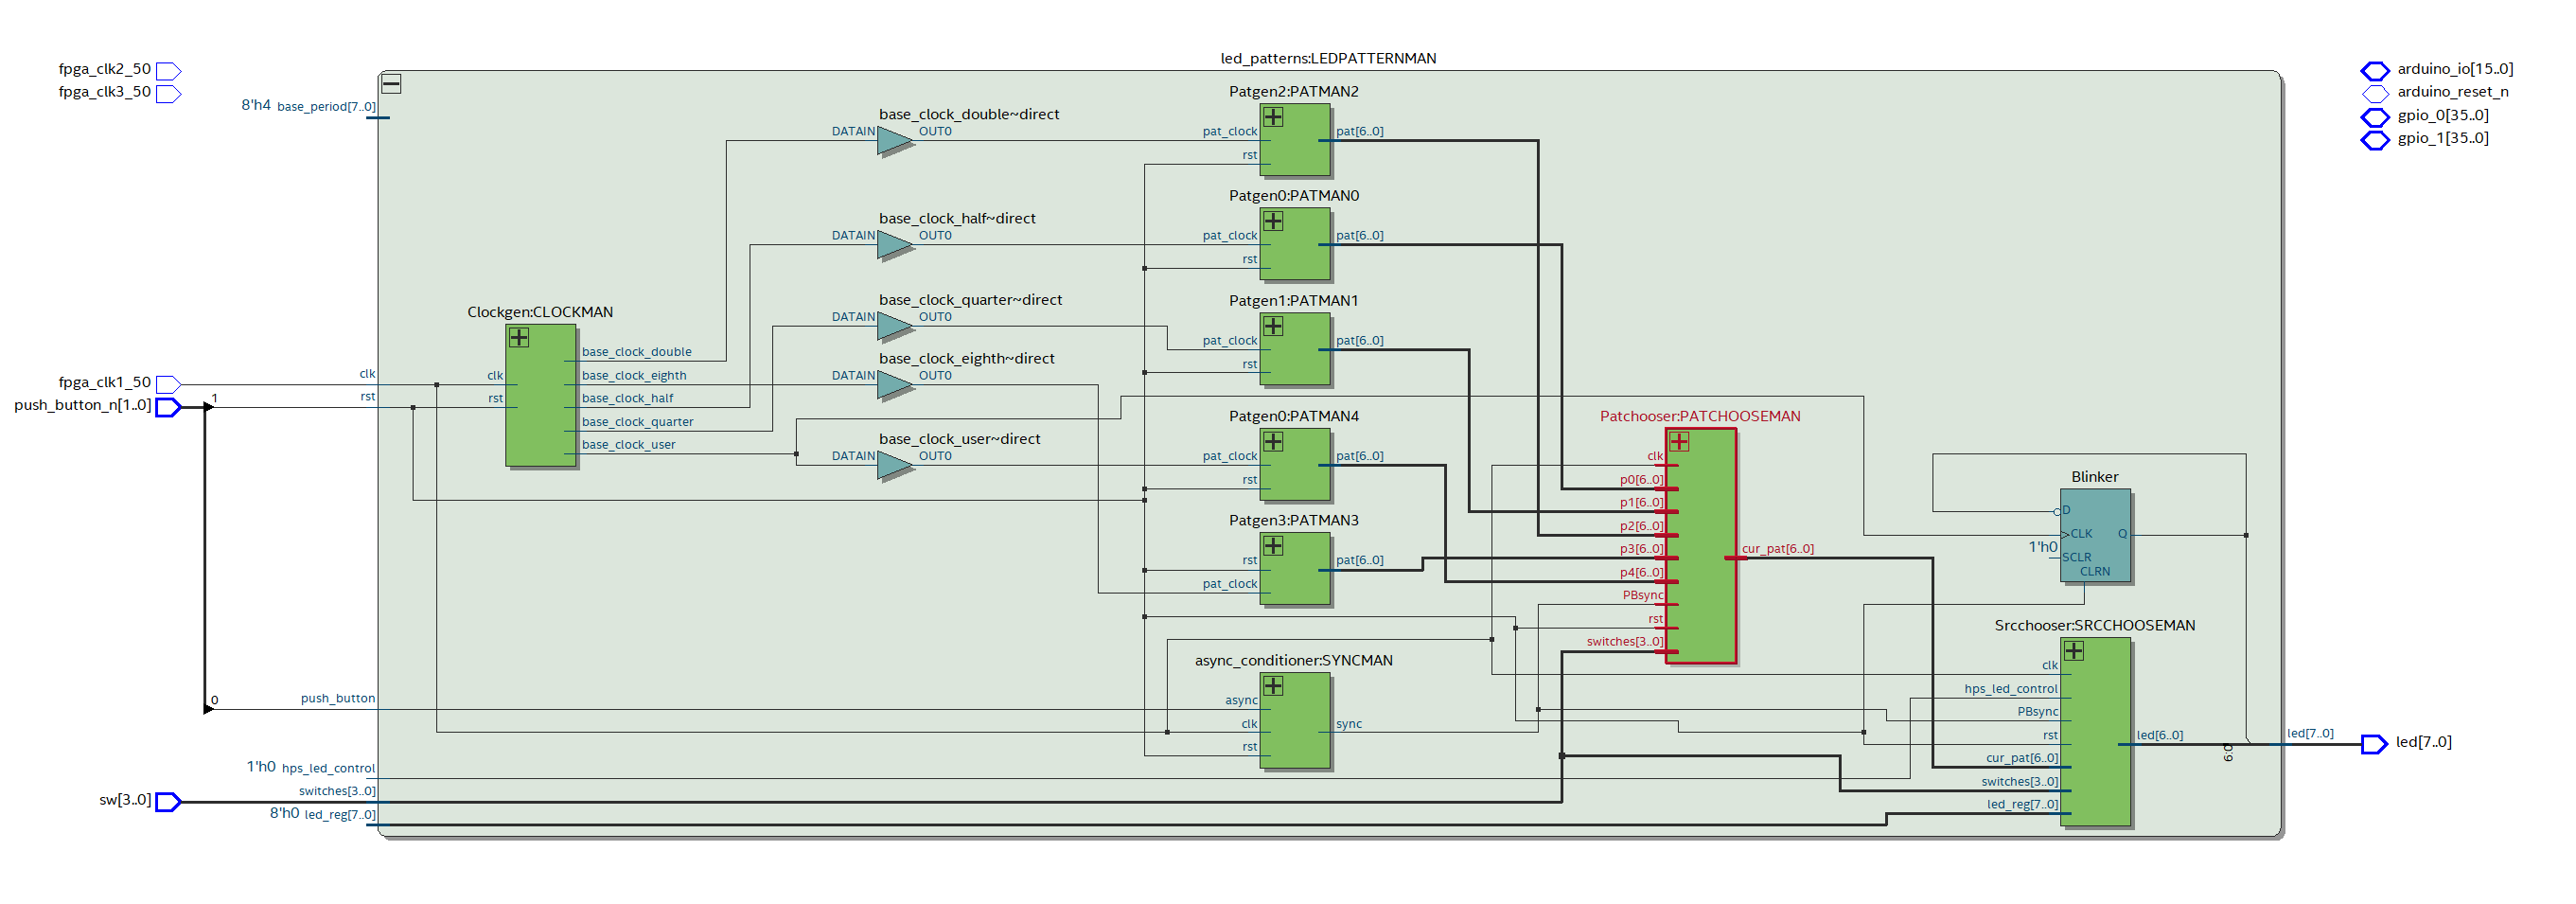 fpga_clk2_50
fpga_clk3_50
8'h4 base_period[7..0]
fpga_clk1_50
push_button_n[1..0]
1
0
clk
rst
push_button
1'h0 hps_led_control
switches[3..0]
sw[3..0]
8'h0 led_reg[7..0]
led_patterns:LEDPATTERNMAN
Clockgen:CLOCKMAN
clk
rst
base_clock_double
base_clock_eighth
base_clock_half
base_clock_quarter
base_clock_user
base_clock_double~direct
DATAIN OUT0
base_clock_half~direct
DATAIN OUT0
base_clock_quarter~direct
DATAIN OUT0
base_clock_eighth~direct
DATAIN OUT0
base_clock_user~direct
DATAIN OUT0
Patgen2:PATMAN2
pat_clock pat[6..0]
rst
Patgen0:PATMAN0
pat_clock pat[6..0]
rst
Patgen1:PATMAN1
pat_clock pat[6..0]
rst
Patgen0:PATMAN4
pat_clock pat[6..0]
rst
Patgen3:PATMAN3
rst pat[6..0]
pat_clock
async_conditioner:SYNCMAN
async
clk sync
rst
Patchooser:PATCHOOSEMAN
clk
p0[6..0]
p1[6..0]
p2[6..0]
p3[6..0] cur_pat[6..0]
p4[6..0]
PBsync
rst
switches[3..0]
Blinker
D
CLK Q
1'h0 SCLR
CLRN
Srcchooser:SRCCHOOSEMAN
clk
hps_led_control
PBsync
rst led[6..0]
cur_pat[6..0]
switches[3..0]
led_reg[7..0]
6:0
led[7..0]
led[7..0]
arduino_io[15..0]
arduino_reset_n
gpio_0[35..0]
gpio_1[35..0]